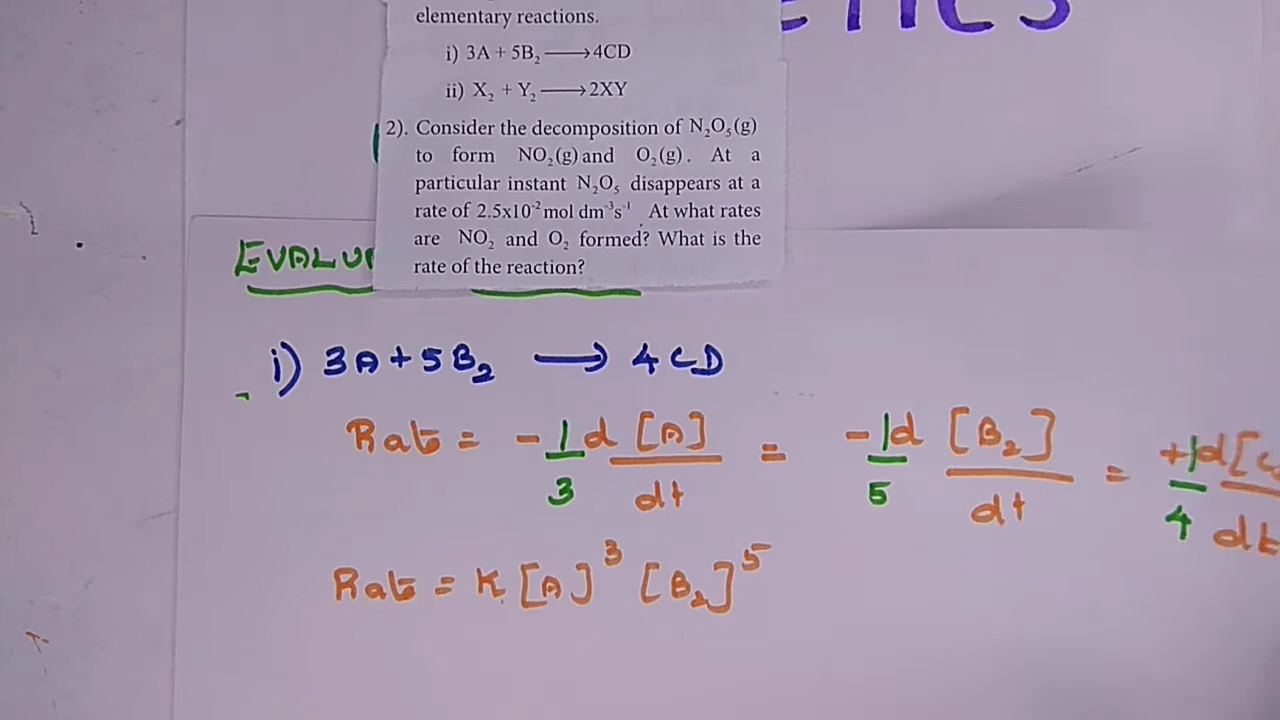 elementary reactions.
i) 3A + 5B₂ ⟶ 4CD
ii) X₂ + Y₂ ⟶ 2XY
2). Consider the decomposition of N₂O₅(g)
to form NO₂(g) and O₂(g). At a
particular instant N₂O₅ disappears at a
rate of 2.5x10⁻² mol dm⁻³s⁻¹ . At what rates
are NO₂ and O₂ formed? What is the
rate of the reaction?
i) 3A + 5B₂ ⟶ 4CD
Rate = -1/3 d[A]/dt = -1/5 d[B₂]/dt = +1/4 d[C
Rate = K[A]³ [B₂]⁵